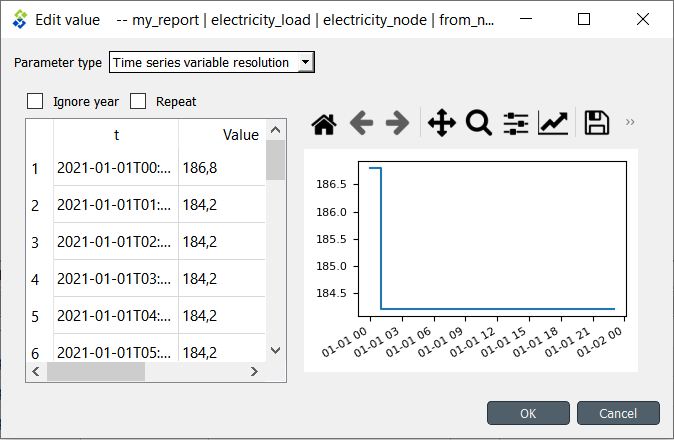 Edit value -- my_report | electricity_load | electricity_node | from_n...
Parameter type Time series variable resolution
Ignore year Repeat
t Value
1 2021-01-01T00:... 186,8
2 2021-01-01T01:... 184,2
3 2021-01-01T02:... 184,2
4 2021-01-01T03:... 184,2
5 2021-01-01T04:... 184,2
6 2021-01-01T05:... 184,2
186.5
186.0
185.5
185.0
184.5
01-01 00
01-01 03
01-01 06
01-01 09
01-01 12
01-01 15
01-01 18
01-01 21
01-02 00
OK Cancel